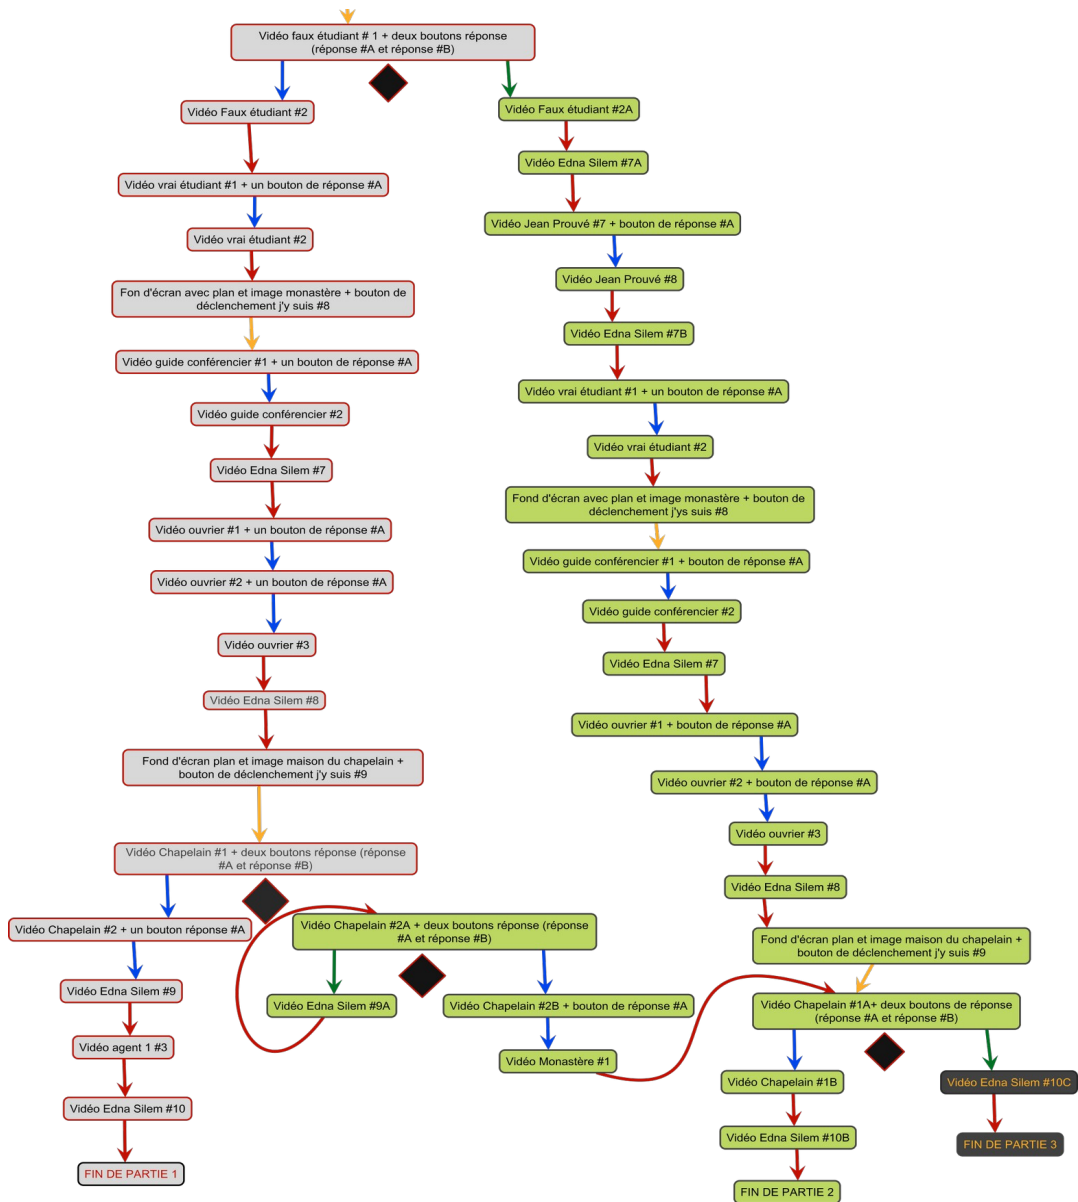 Vidéo faux étudiant # 1 + deux boutons réponse
(réponse #A et réponse #B)
Vidéo Faux étudiant #2
Vidéo vrai étudiant #1 + un bouton de réponse #A
Vidéo vrai étudiant #2
Fon d'écran avec plan et image monastère + bouton de
déclenchement j'y suis #8
Vidéo guide conférencier #1 + un bouton de réponse #A
Vidéo guide conférencier #2
Vidéo Edna Silem #7
Vidéo ouvrier #1 + un bouton de réponse #A
Vidéo ouvrier #2 + un bouton de réponse #A
Vidéo ouvrier #3
Vidéo Edna Silem #8
Fond d'écran plan et image maison du chapelain +
bouton de déclenchement j'y suis #9
Vidéo Chapelain #1 + deux boutons réponse (réponse
#A et réponse #B)
Vidéo Chapelain #2 + un bouton réponse #A
Vidéo Edna Silem #9
Vidéo agent 1 #3
Vidéo Edna Silem #10
FIN DE PARTIE 1
Vidéo Chapelain #2A + deux boutons réponse (réponse
#A et réponse #B)
Vidéo Edna Silem #9A
Vidéo Chapelain #2B + bouton de réponse #A
Vidéo Monastère #1
Vidéo Faux étudiant #2A
Vidéo Edna Silem #7A
Vidéo Jean Prouvé #7 + bouton de réponse #A
Vidéo Jean Prouvé #8
Vidéo Edna Silem #7B
Vidéo vrai étudiant #1 + un bouton de réponse #A
Vidéo vrai étudiant #2
Fond d'écran avec plan et image monastère + bouton de
déclenchement j'ys suis #8
Vidéo guide conférencier #1 + bouton de réponse #A
Vidéo guide conférencier #2
Vidéo Edna Silem #7
Vidéo ouvrier #1 + bouton de réponse #A
Vidéo ouvrier #2 + bouton de réponse #A
Vidéo ouvrier #3
Vidéo Edna Silem #8
Fond d'écran plan et image maison du chapelain +
bouton de déclenchement j'y suis #9
Vidéo Chapelain #1A+ deux boutons de réponse
(réponse #A et réponse #B)
Vidéo Chapelain #1B
Vidéo Edna Silem #10B
FIN DE PARTIE 2
Vidéo Edna Silem #10C
FIN DE PARTIE 3